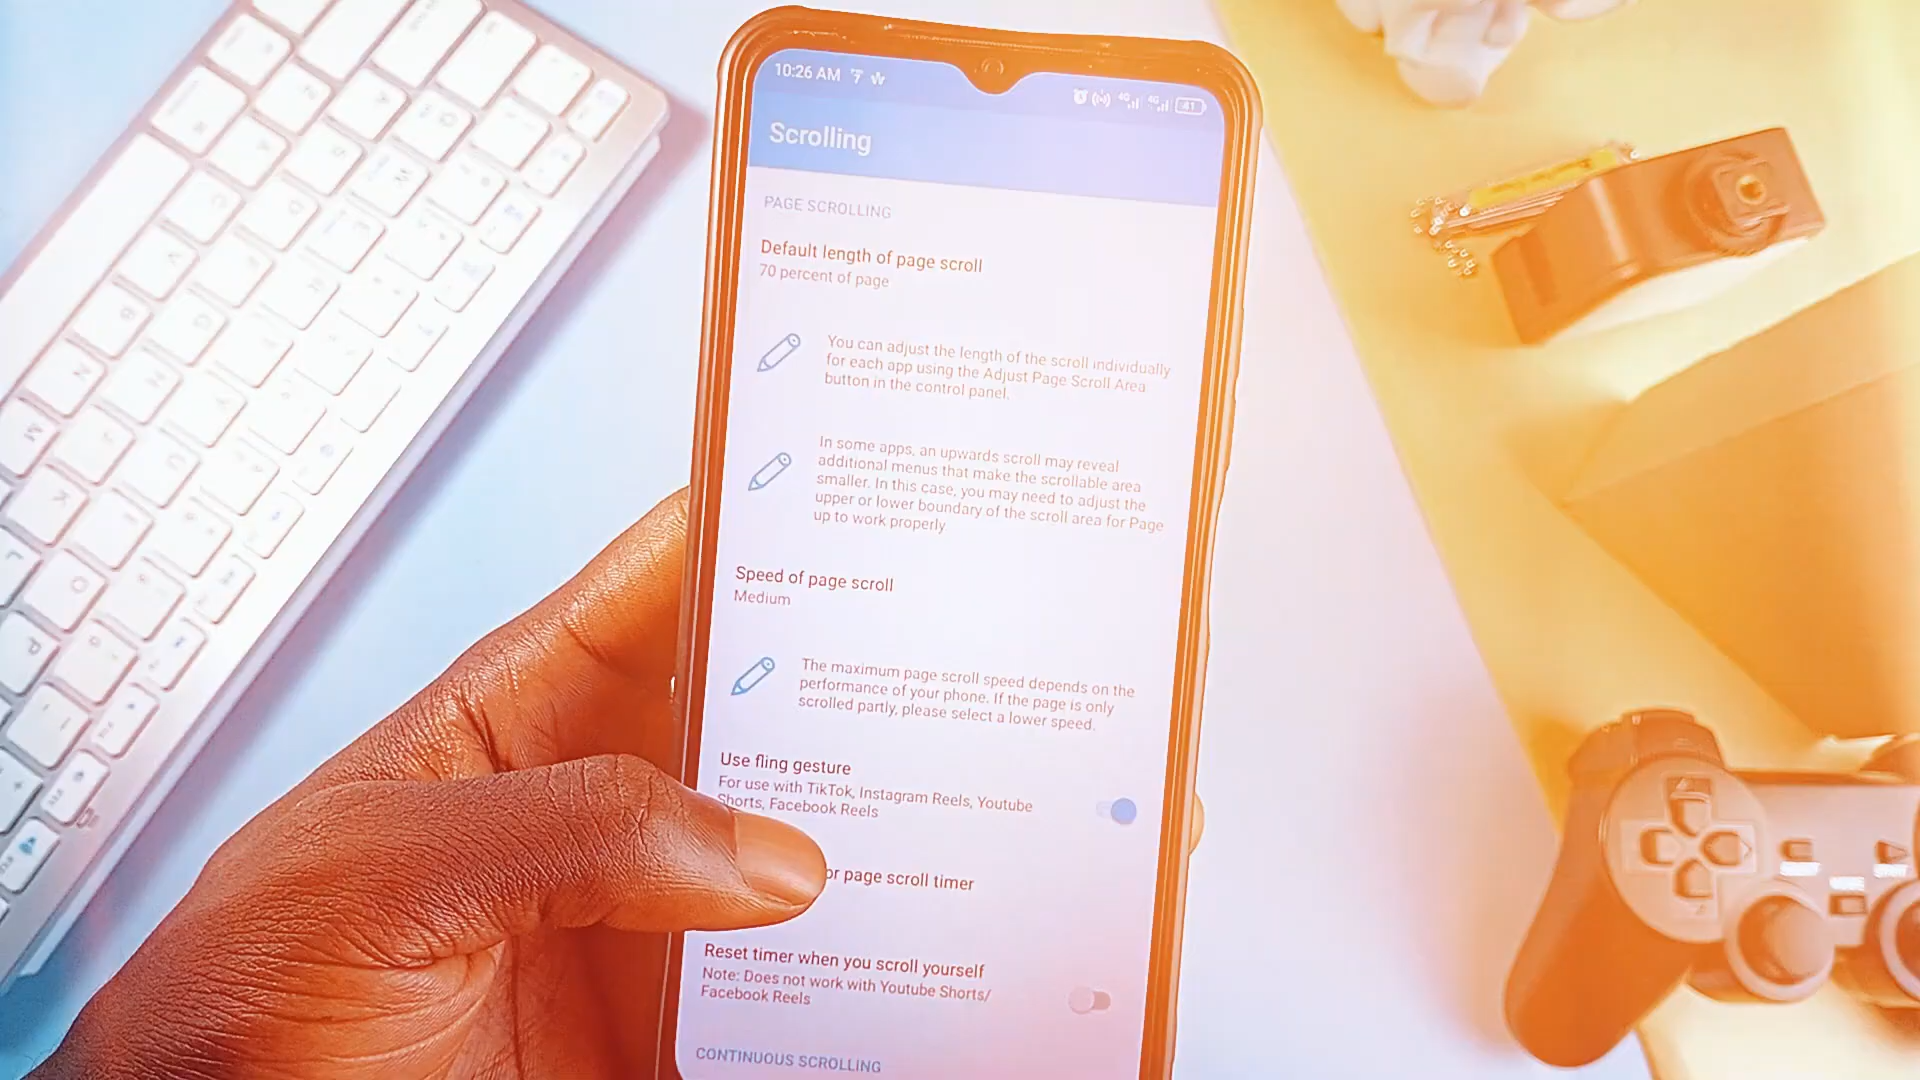 10:26 AM
4G
4G
41
Scrolling
PAGE SCROLLING
Default length of page scroll
70 percent of page
You can adjust the length of the scroll individually
for each app using the Adjust Page Scroll Area
button in the control panel.
In some apps, an upwards scroll may reveal
additional menus that make the scrollable area
smaller. In this case, you may need to adjust the
upper or lower boundary of the scroll area for Page
up to work properly
Speed of page scroll
Medium
The maximum page scroll speed depends on the
performance of your phone. If the page is only
scrolled partly, please select a lower speed.
Use fling gesture
For use with TikTok, Instagram Reels, Youtube
Shorts, Facebook Reels
or page scroll timer
Reset timer when you scroll yourself
Note: Does not work with Youtube Shorts/
Facebook Reels
CONTINUOUS SCROLLING